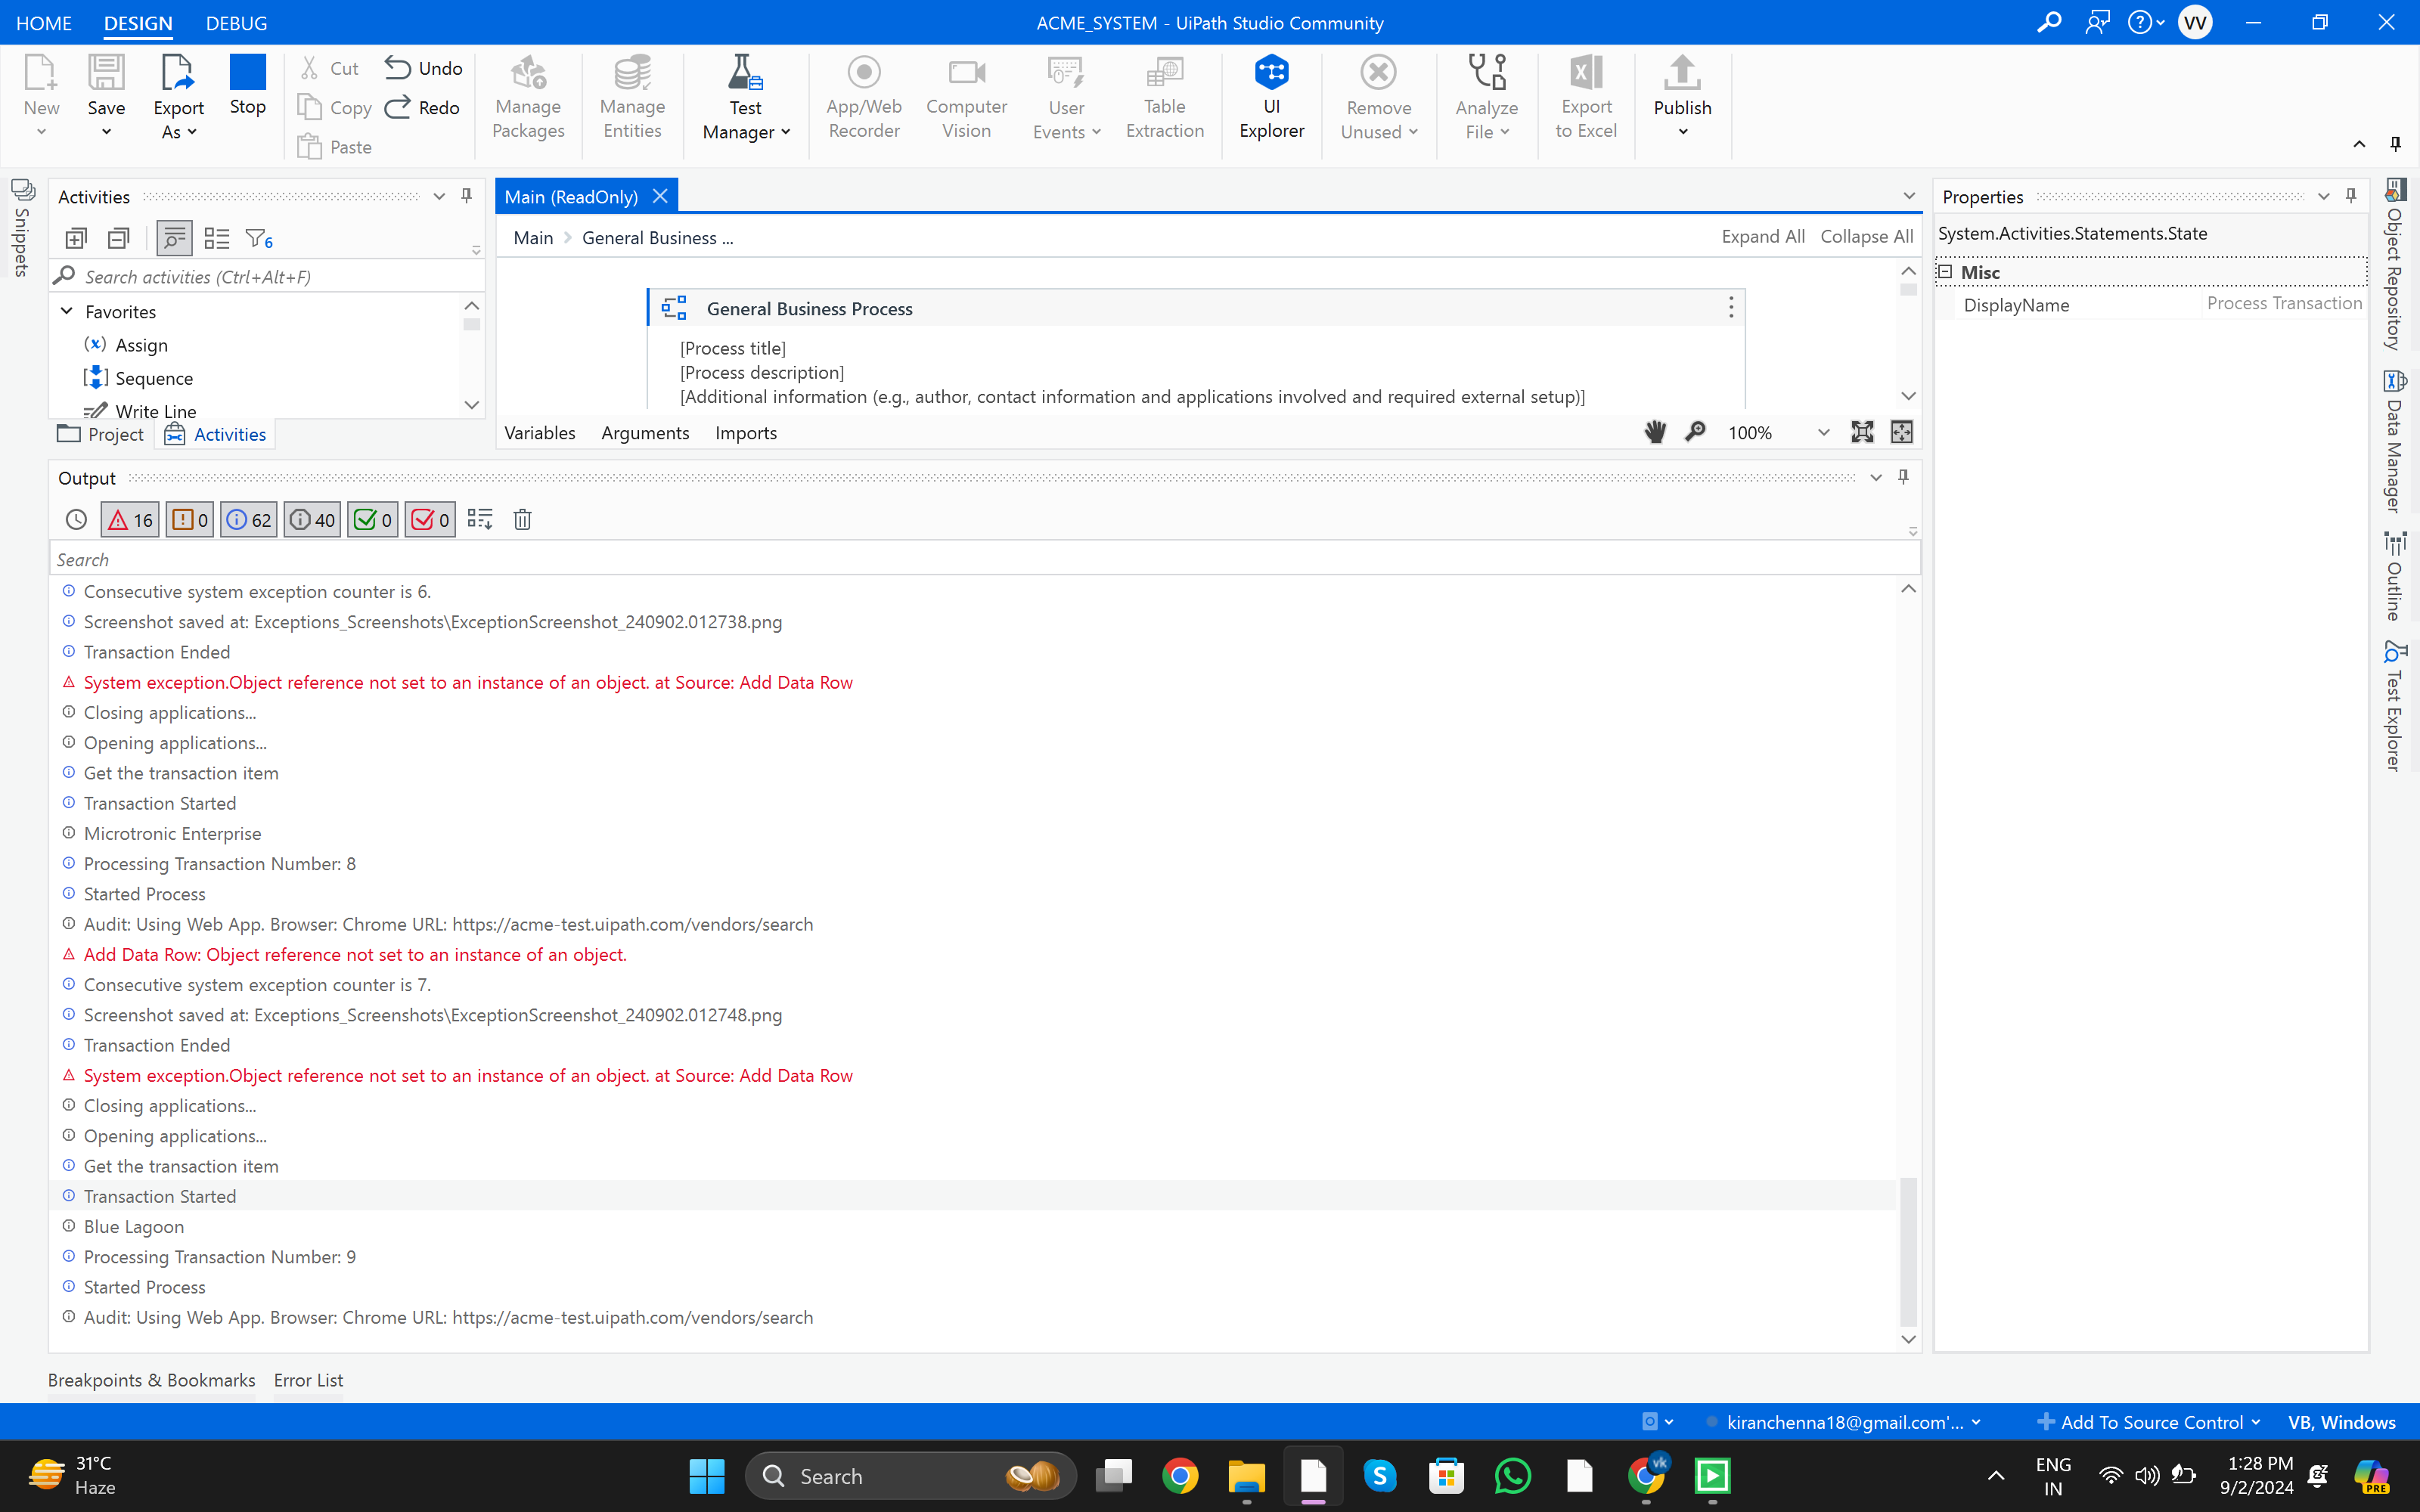 HOME DESIGN DEBUG ACME_SYSTEM - UiPath Studio Community VV
New
Save
Export
As
Stop
Cut
Copy
Paste
Undo
Redo
Manage
Packages
Manage
Entities
Test
Manager
App/Web
Recorder
Computer
Vision
User
Events
Table
Extraction
UI
Explorer
Remove
Unused
Analyze
File
Export
to Excel
Publish
Snippets
Activities
6
Search activities (Ctrl+Alt+F)
Favorites
Assign
Sequence
Write Line
Project Activities
Main (ReadOnly)
Main General Business ... Expand All Collapse All
General Business Process
[Process title]
[Process description]
[Additional information (e.g., author, contact information and applications involved and required external setup)]
Variables Arguments Imports 100%
Properties
System.Activities.Statements.State
Misc
DisplayName Process Transaction
Object Repository
Data Manager
Outline
Test Explorer
Output
16 0 62 40 0 0
Search
Consecutive system exception counter is 6.
Screenshot saved at: Exceptions_Screenshots\ExceptionScreenshot_240902.012738.png
Transaction Ended
System exception.Object reference not set to an instance of an object. at Source: Add Data Row
Closing applications...
Opening applications...
Get the transaction item
Transaction Started
Microtronic Enterprise
Processing Transaction Number: 8
Started Process
Audit: Using Web App. Browser: Chrome URL: https://acme-test.uipath.com/vendors/search
Add Data Row: Object reference not set to an instance of an object.
Consecutive system exception counter is 7.
Screenshot saved at: Exceptions_Screenshots\ExceptionScreenshot_240902.012748.png
Transaction Ended
System exception.Object reference not set to an instance of an object. at Source: Add Data Row
Closing applications...
Opening applications...
Get the transaction item
Transaction Started
Blue Lagoon
Processing Transaction Number: 9
Started Process
Audit: Using Web App. Browser: Chrome URL: https://acme-test.uipath.com/vendors/search
Breakpoints & Bookmarks Error List
kiranchenna18@gmail.com'... Add To Source Control VB, Windows
31°C
Haze
Search
vk
ENG
IN
1:28 PM
9/2/2024
PRE